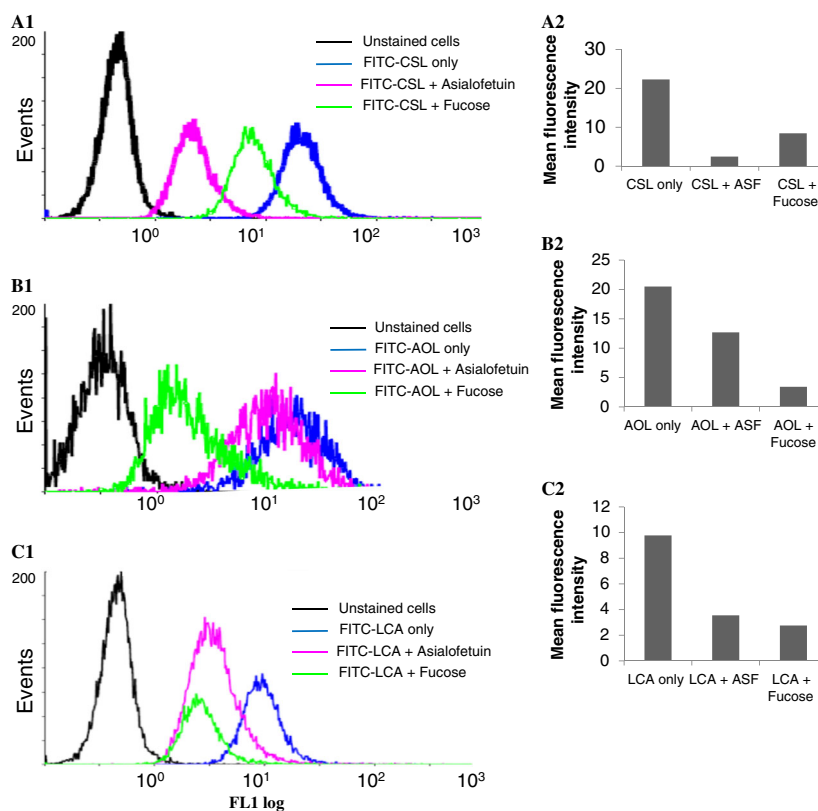 A1
200
Events
Unstained cells
FITC-CSL only
FITC-CSL + Asialofetuin
FITC-CSL + Fucose
10⁰ 10¹ 10² 10³
A2
Mean fluorescence
intensity
30
20
10
0
CSL only CSL + ASF CSL +
Fucose
B1
200
Events
Unstained cells
FITC-AOL only
FITC-AOL + Asialofetuin
FITC-AOL + Fucose
10⁰ 10¹ 10² 10³
B2
Mean fluorescence
intensity
25
20
15
10
5
0
AOL only AOL + ASF AOL +
Fucose
C1
200
Events
Unstained cells
FITC-LCA only
FITC-LCA + Asialofetuin
FITC-LCA + Fucose
10⁰ 10¹ 10² 10³
FL1 log
C2
Mean fluorescence
intensity
12
10
8
6
4
2
0
LCA only LCA + ASF LCA +
Fucose